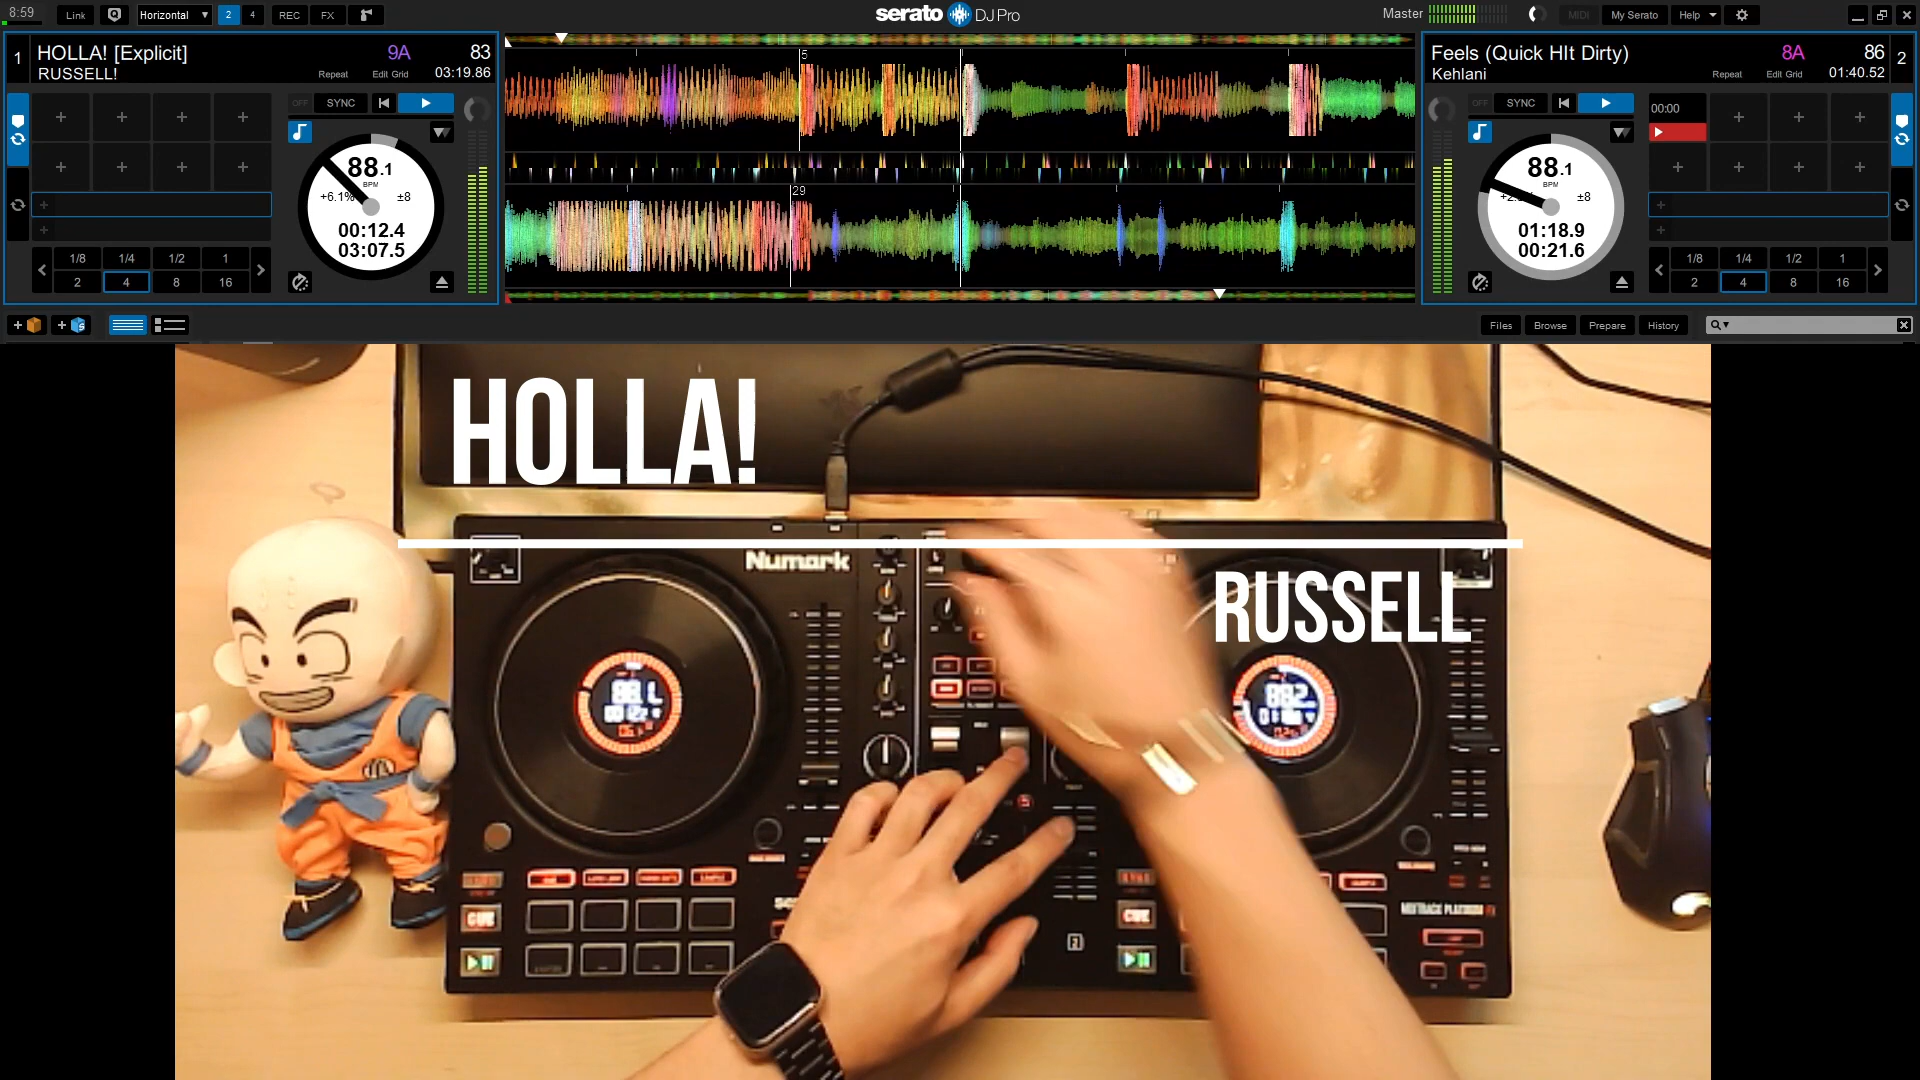 8:59
Link
Horizontal
2
4
REC
FX
serato DJ Pro
Master
MIDI
My Serato
Help
1
HOLLA! [Explicit]
RUSSELL!
9A
83
Repeat
Edit Grid
03:19.86
OFF
SYNC
88.1
BPM
+6.1%
±8
00:12.4
03:07.5
1/8
1/4
1/2
1
2
4
8
16
5
29
Feels (Quick HIt Dirty)
Kehlani
8A
86
2
Repeat
Edit Grid
01:40.52
OFF
SYNC
00:00
88.1
BPM
±8
01:18.9
00:21.6
1/8
1/4
1/2
1
2
4
8
16
Files
Browse
Prepare
History
HOLLA!
Numark
RUSSELL
CUE
CUE
MIXTRACK PLATINUM FX